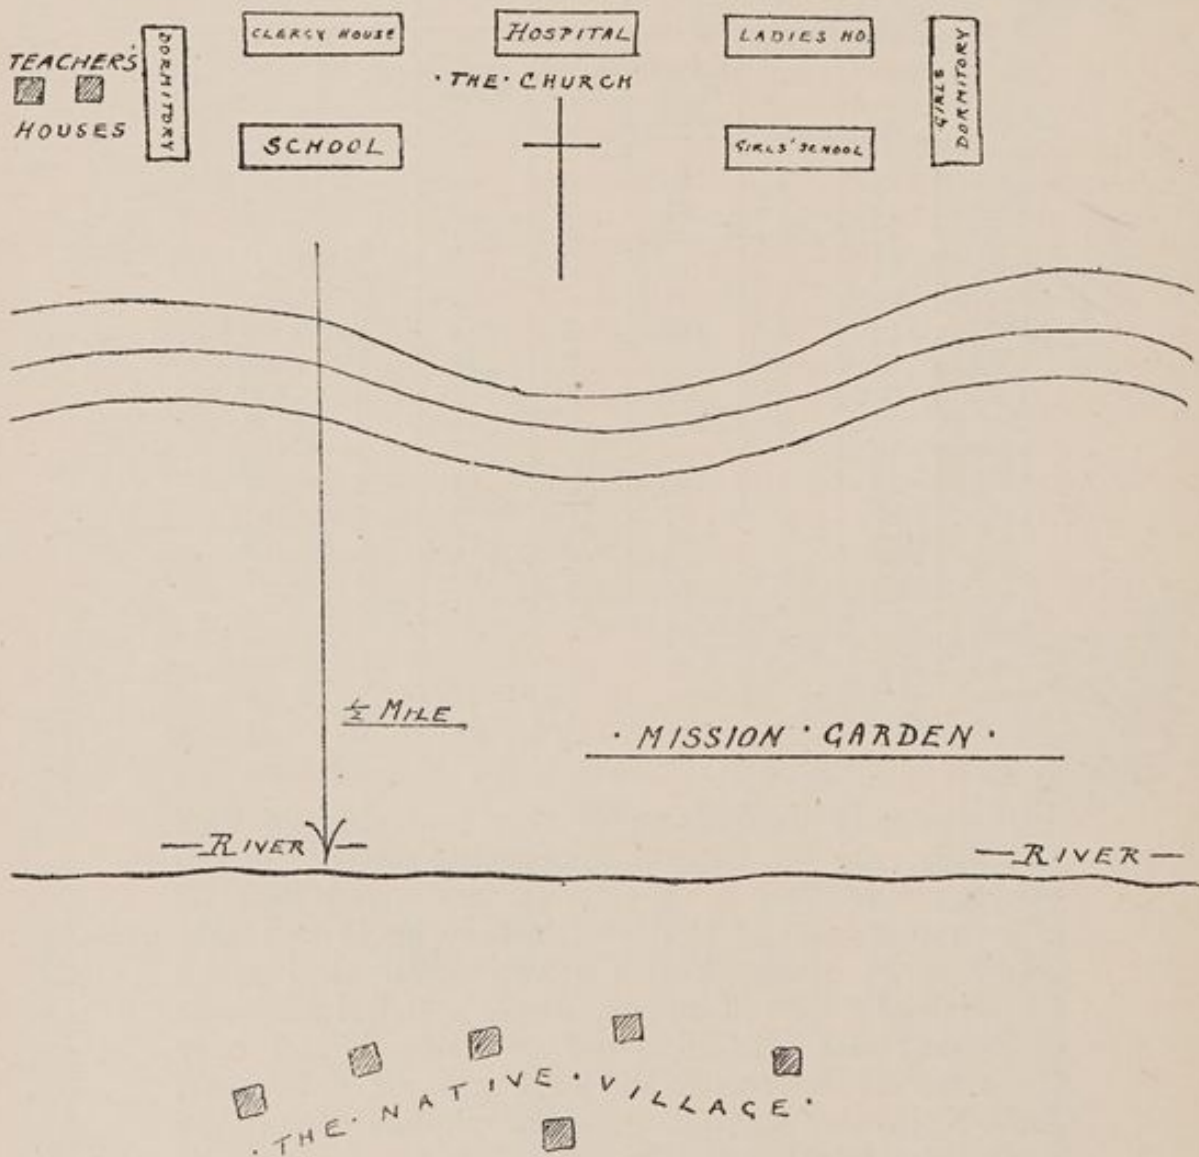 CLERGY HOUSE
HOSPITAL
LADIES HO.
TEACHER'S
HOUSES
DORMITORY
GIRLS
DORMITORY
· THE · CHURCH
SCHOOL
GIRLS' SCHOOL
½ MILE
· MISSION · GARDEN ·
— RIVER —
— RIVER —
· THE · NATIVE · VILLAGE ·